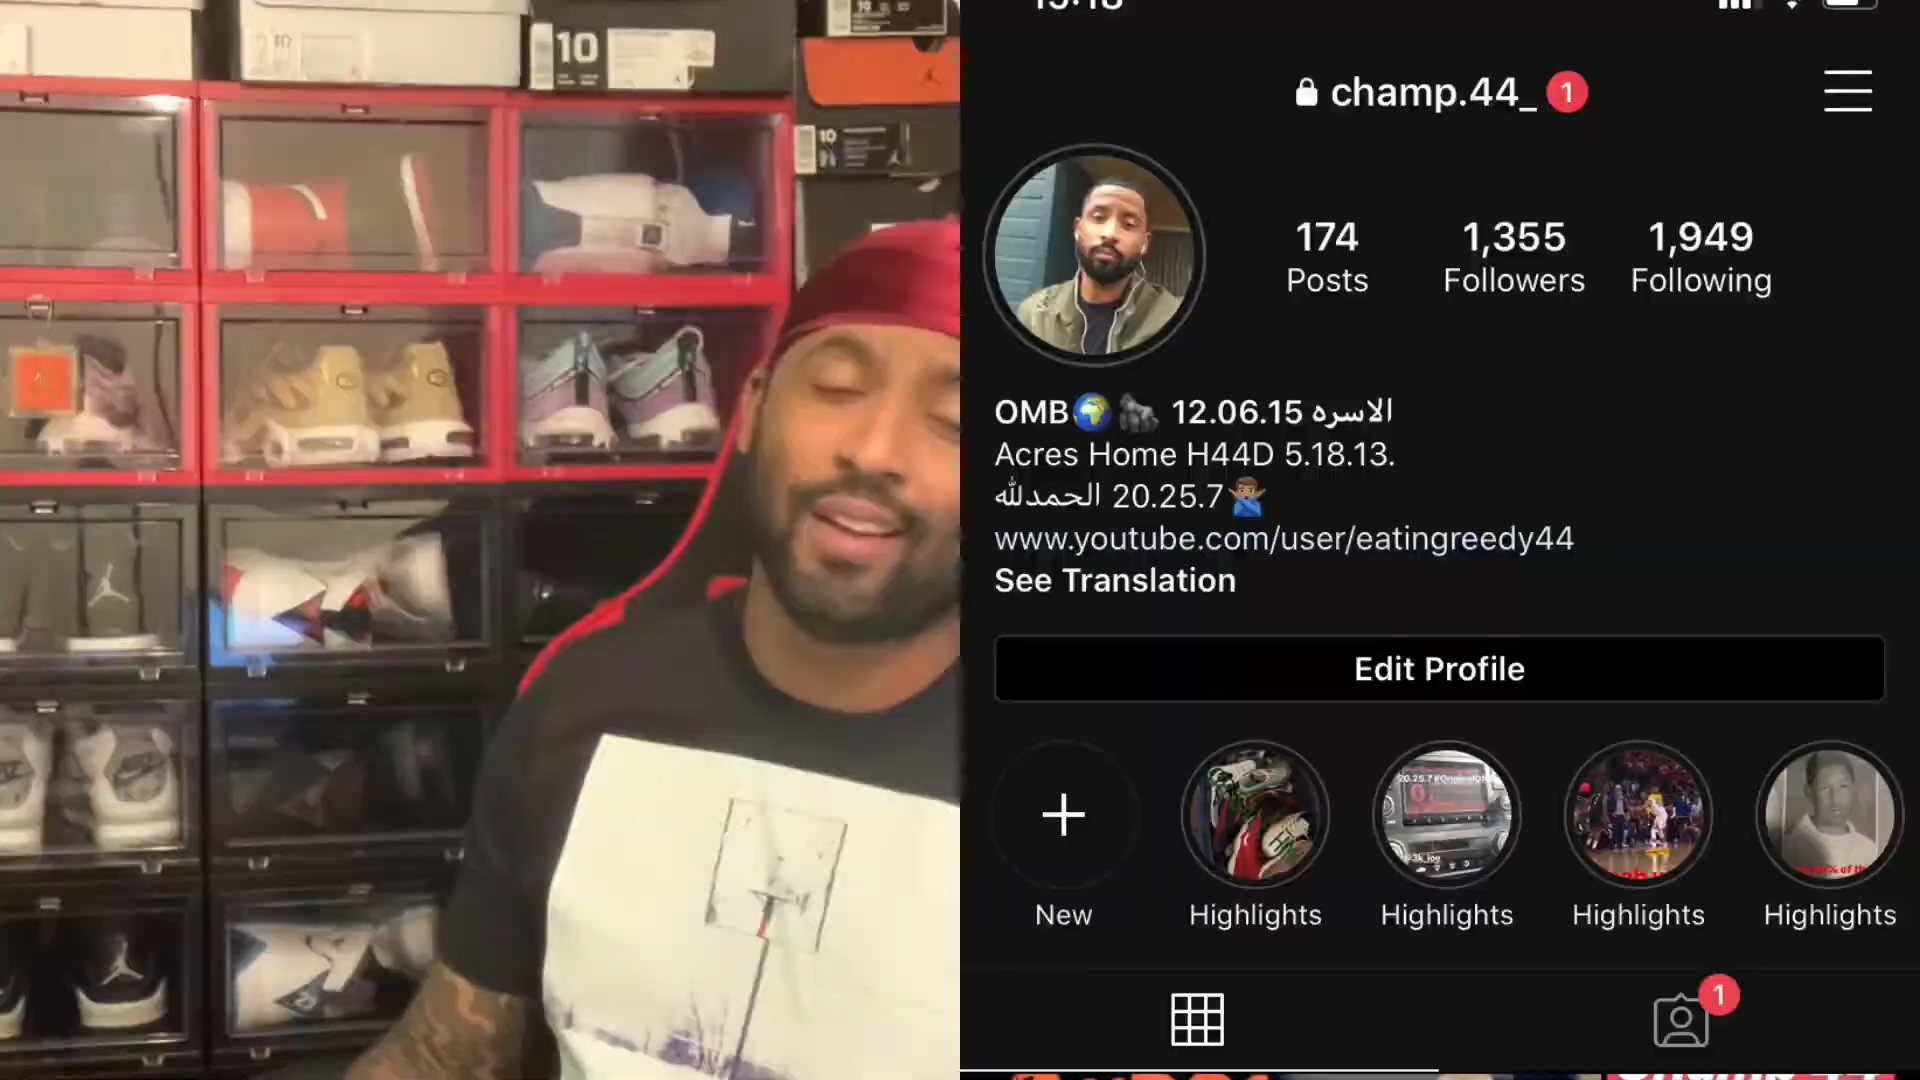 10
10
champ.44_ 1
174 1,355 1,949
Posts Followers Following
OMB🌍🦍 12.06.15 الاسره
Acres Home H44D 5.18.13.
الحمدلله 20.25.7🙅🏽‍♂️
www.youtube.com/user/eatingreedy44
See Translation
Edit Profile
New Highlights Highlights Highlights Highlights
1